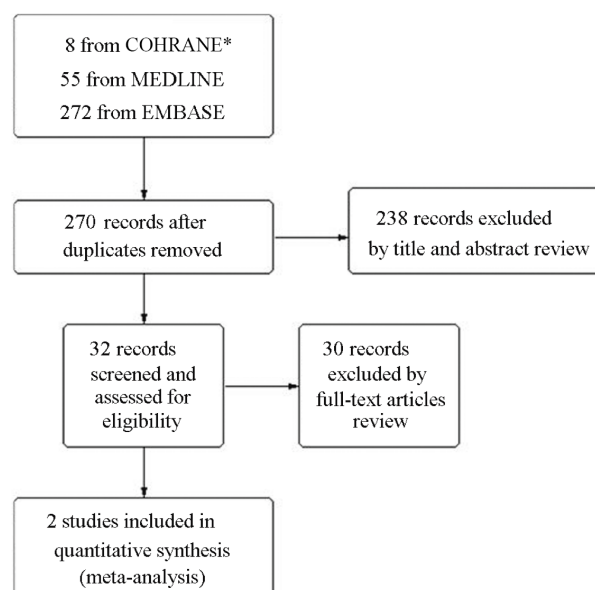 8 from COHRANE*
55 from MEDLINE
272 from EMBASE
270 records after
duplicates removed
238 records excluded
by title and abstract review
32 records
screened and
assessed for
eligibility
30 records
excluded by
full-text articles
review
2 studies included in
quantitative synthesis
(meta-analysis)